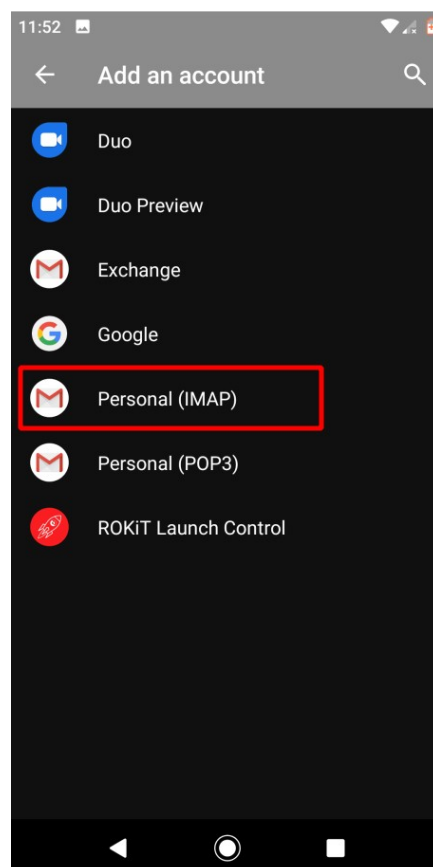 11:52
Add an account
Duo
Duo Preview
Exchange
Google
Personal (IMAP)
Personal (POP3)
ROKiT Launch Control